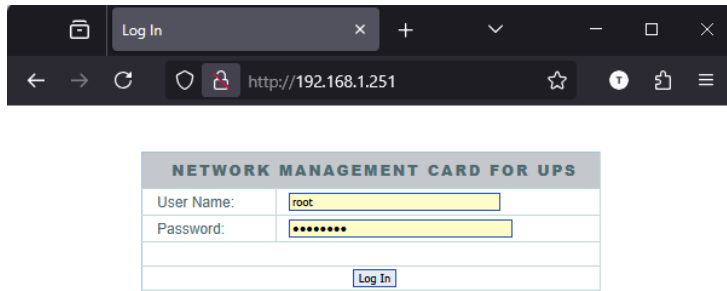 Log In
http://192.168.1.251
T
NETWORK MANAGEMENT CARD FOR UPS
User Name: root
Password: ••••••••
Log In